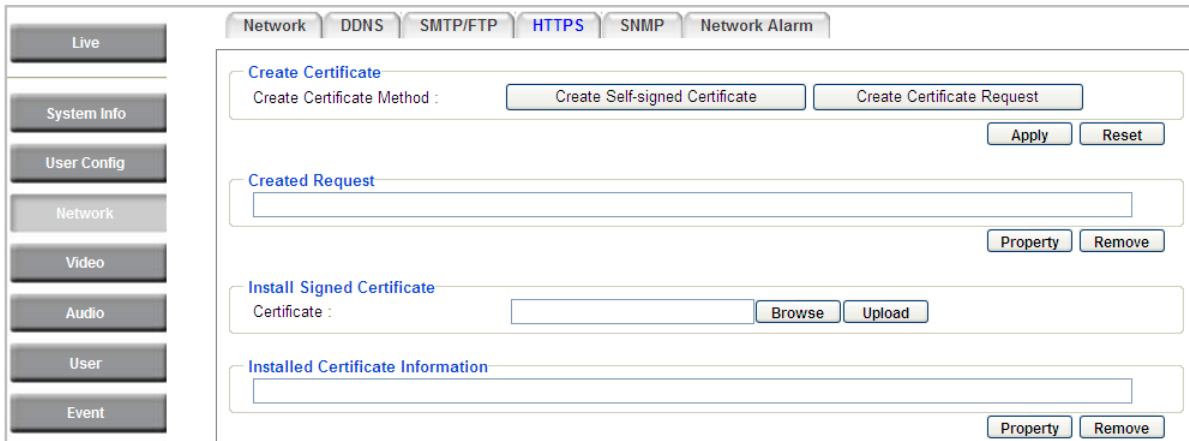 Live
System Info
User Config
Network
Video
Audio
User
Event
Network DDNS SMTP/FTP HTTPS SNMP Network Alarm
Create Certificate
Create Certificate Method : Create Self-signed Certificate Create Certificate Request
Apply Reset
Created Request
Property Remove
Install Signed Certificate
Certificate : Browse Upload
Installed Certificate Information
Property Remove